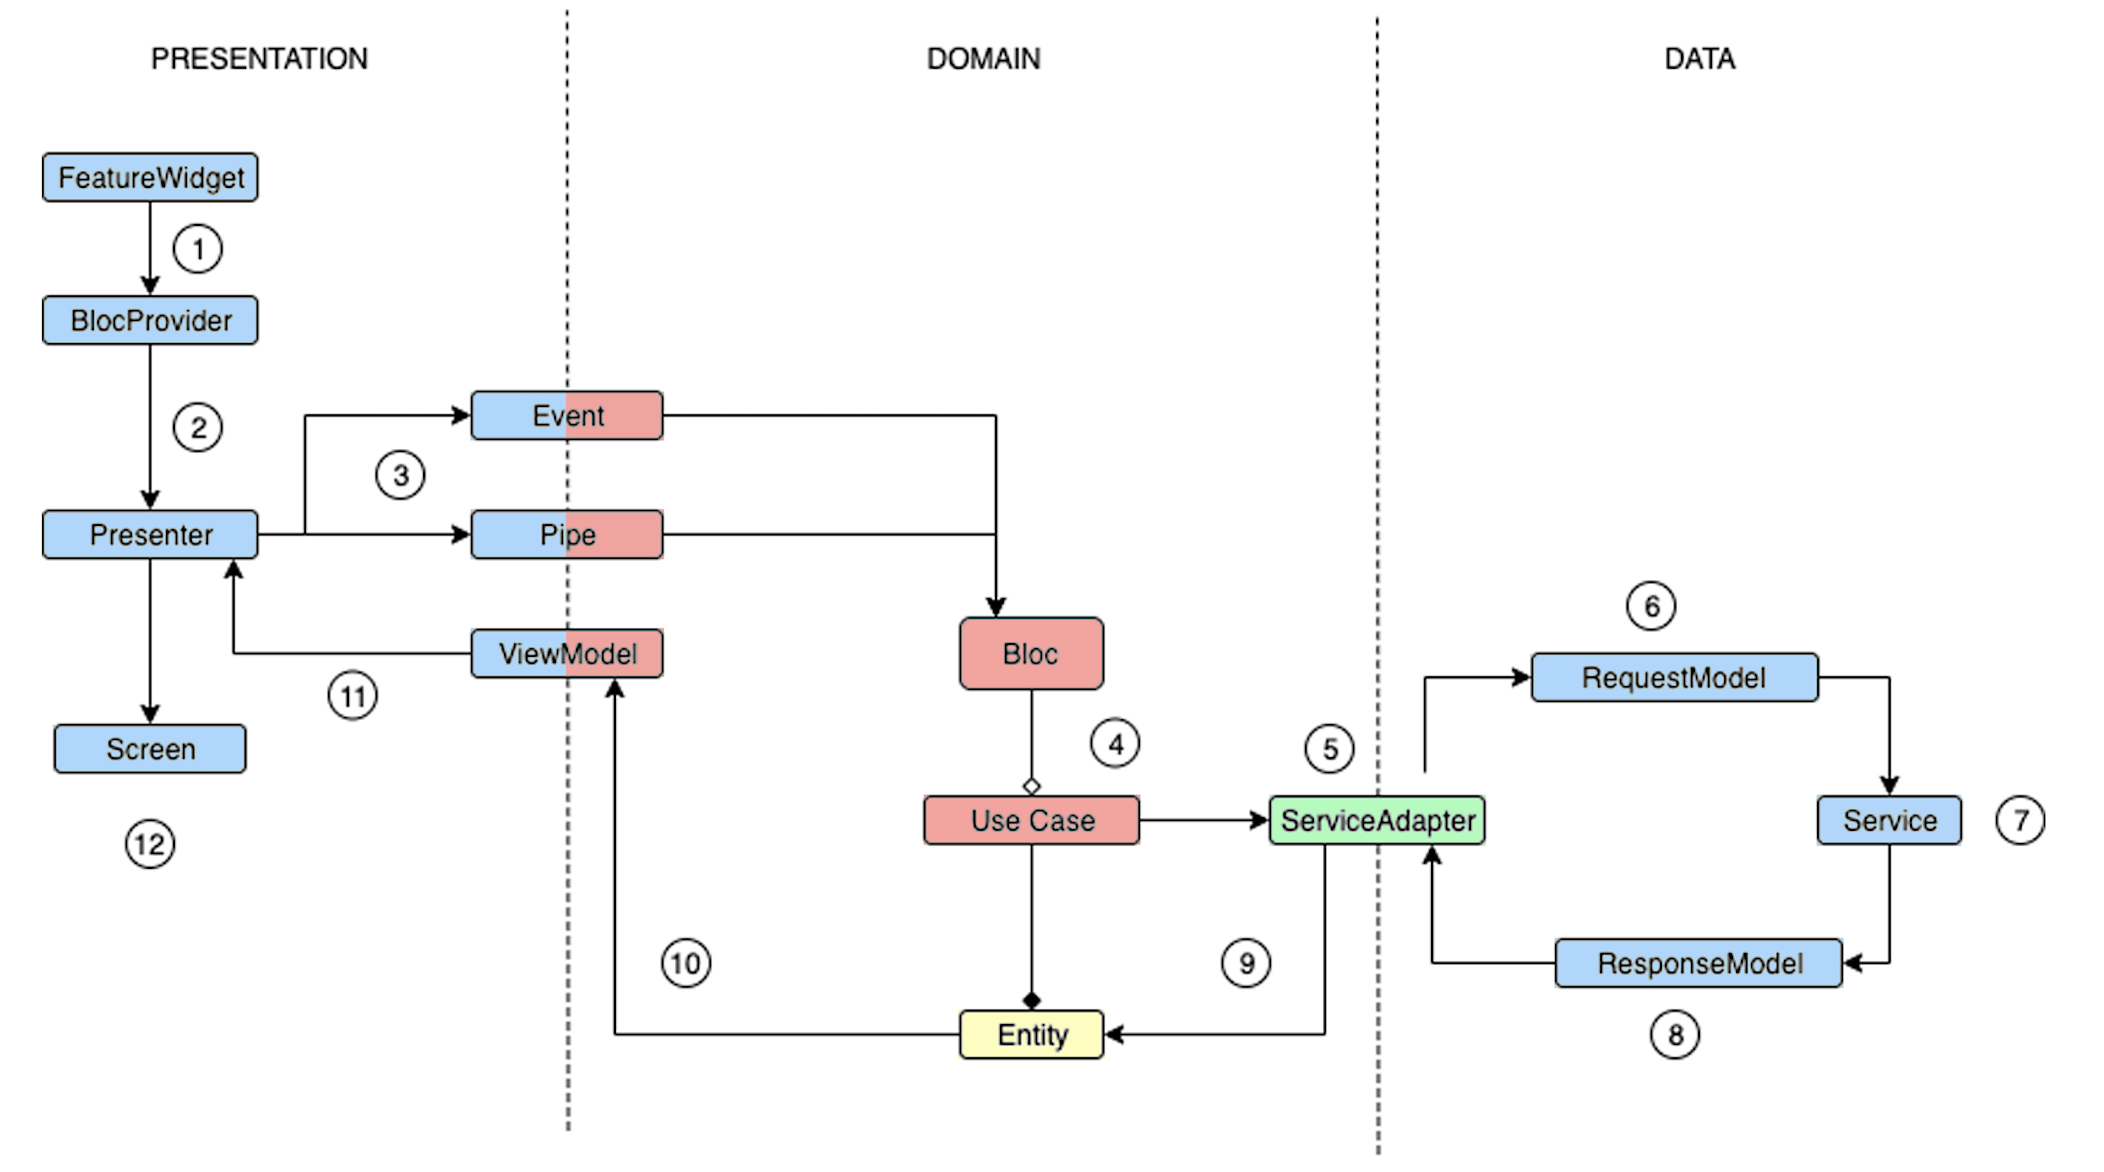 PRESENTATION
DOMAIN
DATA
FeatureWidget
1
BlocProvider
2
Event
3
Presenter
Pipe
6
ViewModel
Bloc
RequestModel
11
4
5
Screen
Use Case
ServiceAdapter
Service
7
12
10
9
ResponseModel
Entity
8